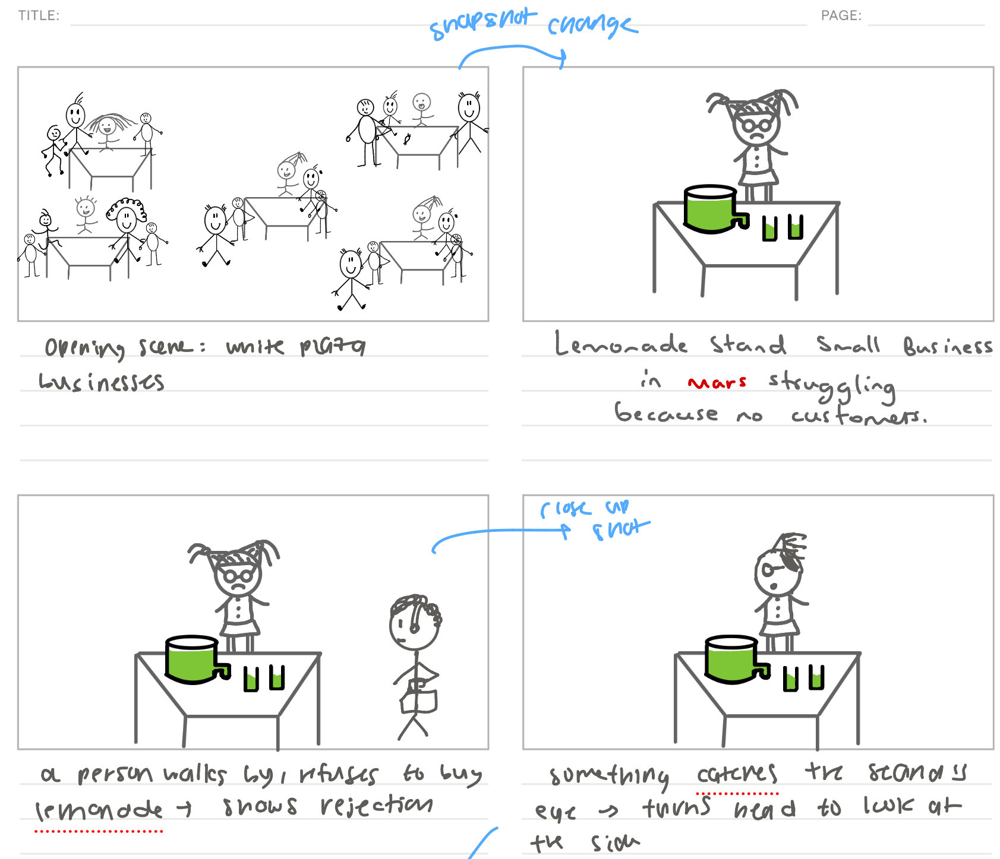 TITLE:
PAGE:
snapshot change
Opening scene: white plaza
businesses
Lemonade Stand Small Business
in mars struggling
because no customers.
close up
shot
a person walks by, refuses to buy
lemonade → shows rejection
something catches the stand's
eye → turns head to look at
the side